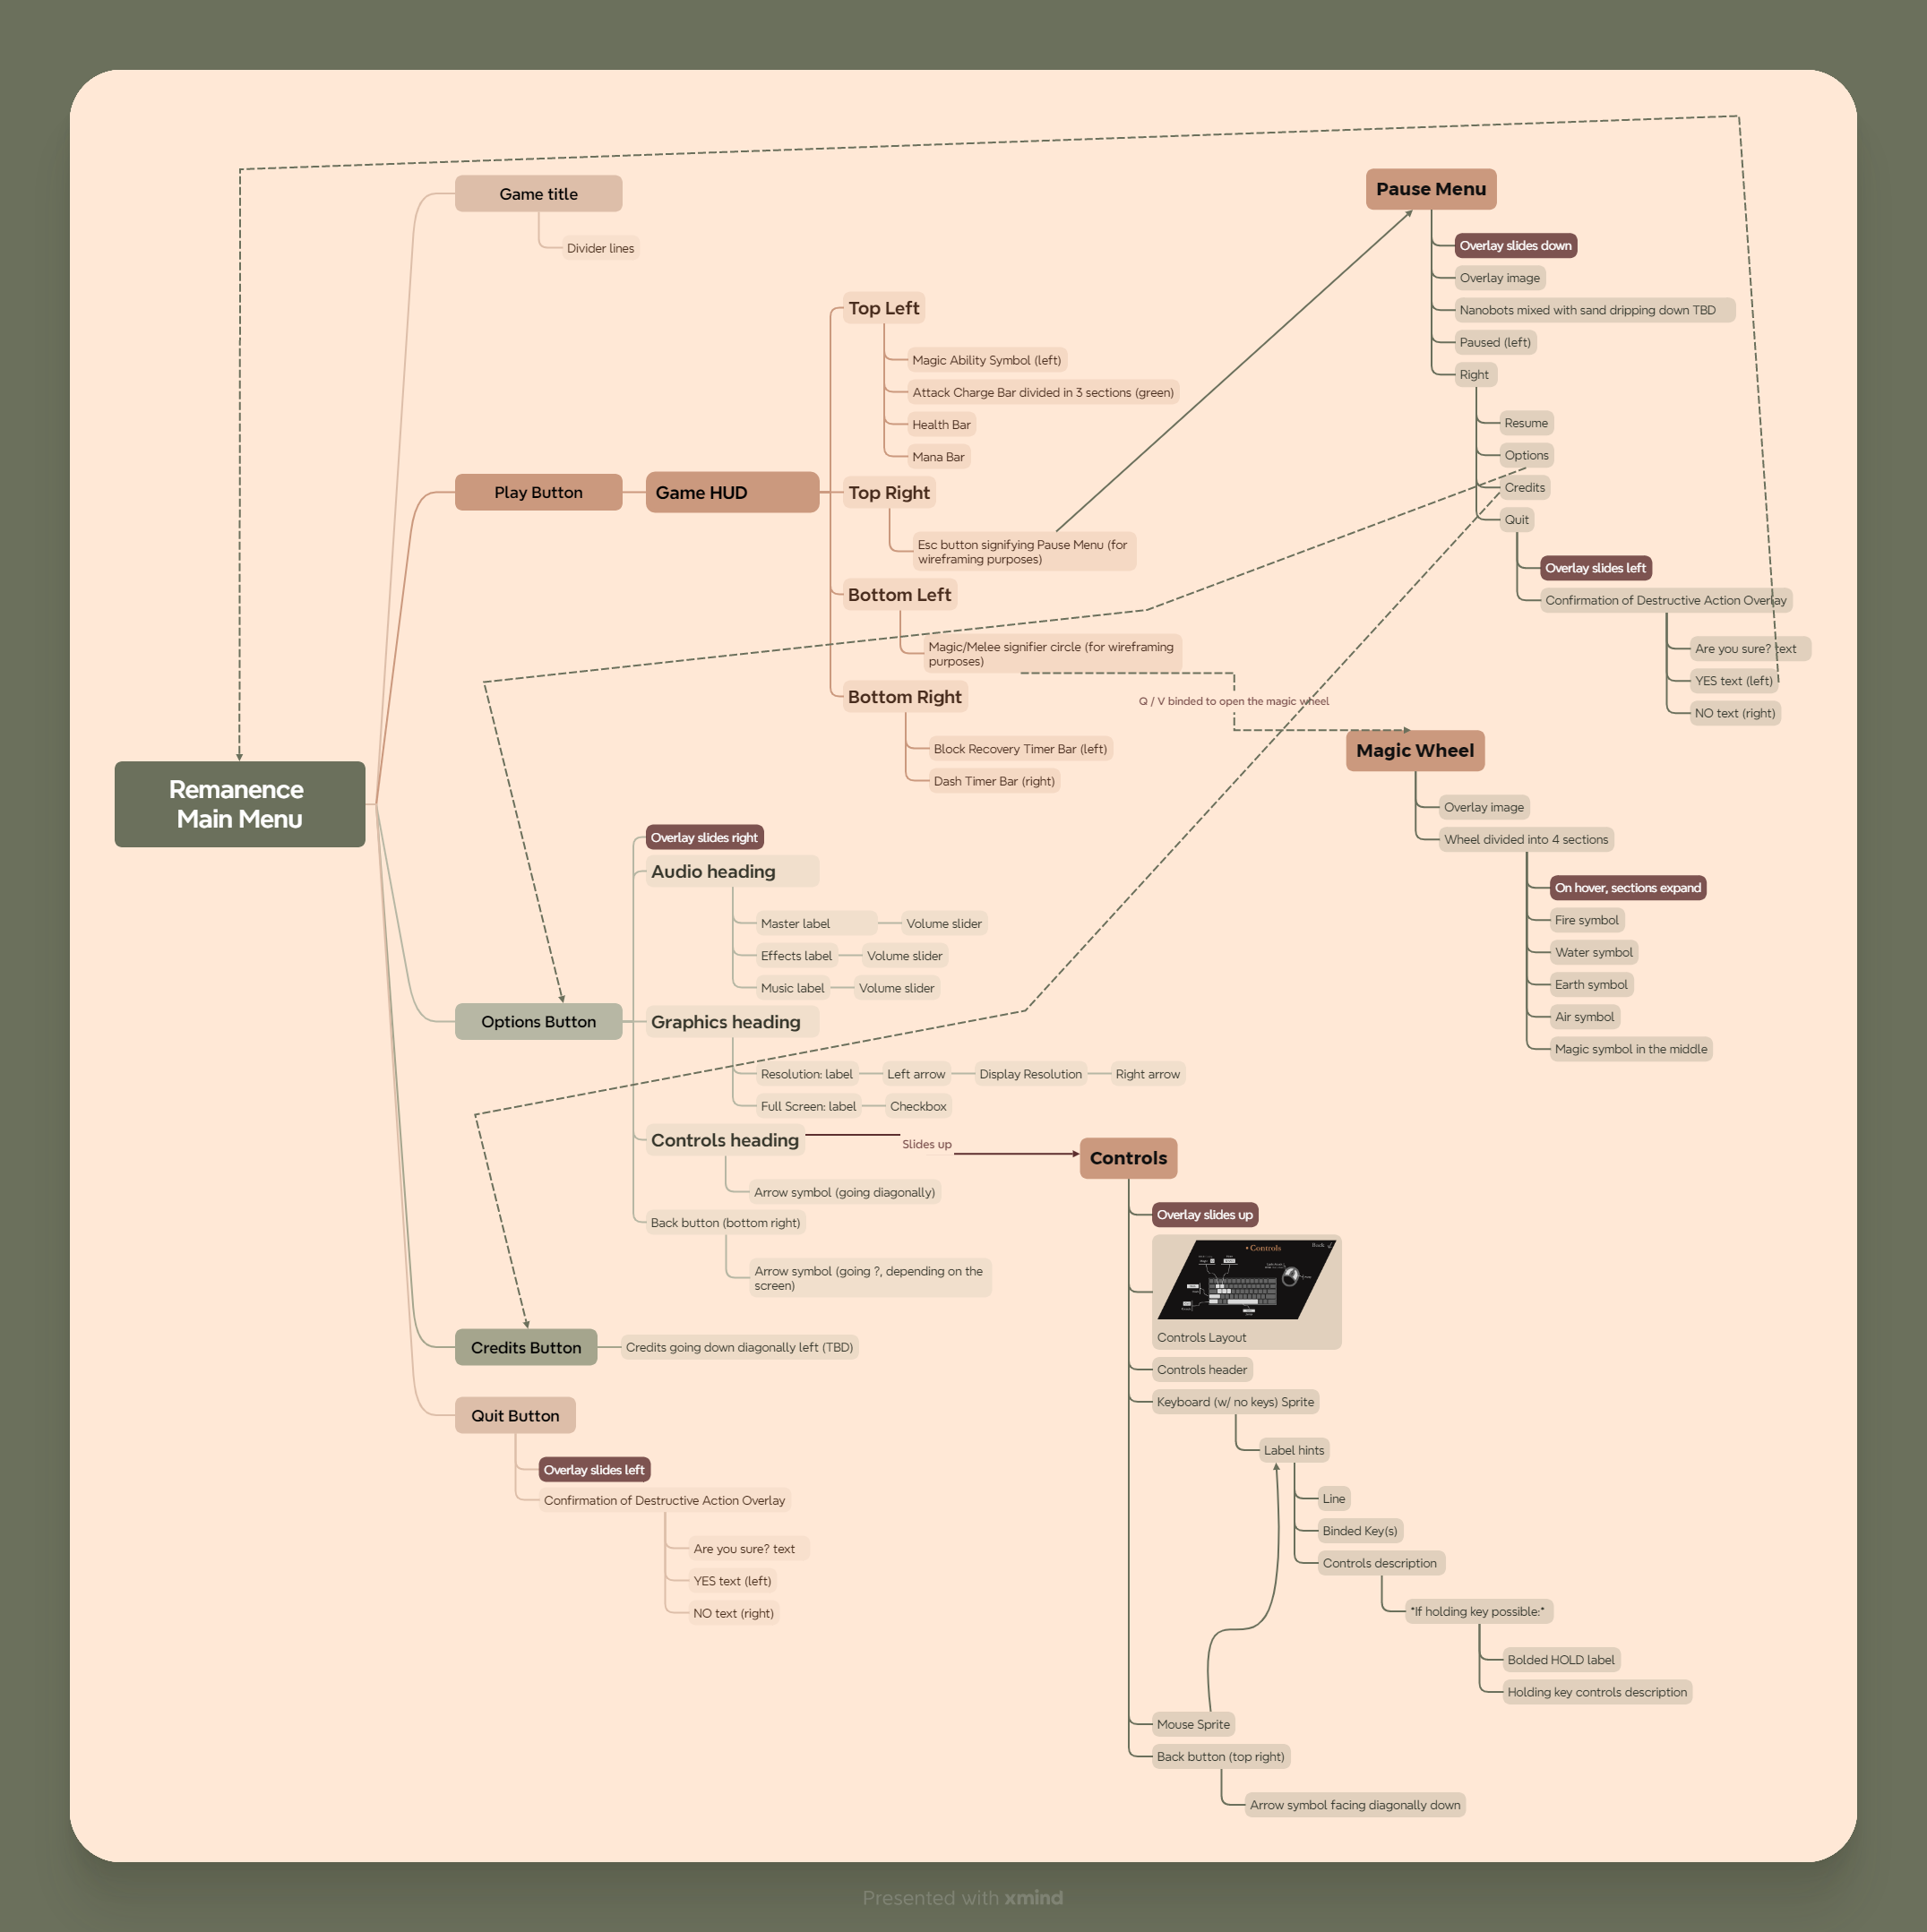 Game title
Divider lines
Pause Menu
Overlay slides down
Overlay image
Nanobots mixed with sand dripping down TBD
Paused (left)
Right
Resume
Options
Credits
Quit
Overlay slides left
Confirmation of Destructive Action Overlay
Are you sure? text
YES text (left)
NO text (right)
Top Left
Magic Ability Symbol (left)
Attack Charge Bar divided in 3 sections (green)
Health Bar
Mana Bar
Play Button
Game HUD
Top Right
Esc button signifying Pause Menu (for
wireframing purposes)
Bottom Left
Magic/Melee signifier circle (for wireframing
purposes)
Q / V binded to open the magic wheel
Bottom Right
Block Recovery Timer Bar (left)
Dash Timer Bar (right)
Magic Wheel
Overlay image
Wheel divided into 4 sections
On hover, sections expand
Fire symbol
Water symbol
Earth symbol
Air symbol
Magic symbol in the middle
Remanence
Main Menu
Overlay slides right
Audio heading
Master label
Volume slider
Effects label
Volume slider
Music label
Volume slider
Options Button
Graphics heading
Resolution: label
Left arrow
Display Resolution
Right arrow
Full Screen: label
Checkbox
Controls heading
Slides up
Arrow symbol (going diagonally)
Back button (bottom right)
Arrow symbol (going ?, depending on the
screen)
Controls
Overlay slides up
• Controls
Back
Controls Layout
Controls header
Keyboard (w/ no keys) Sprite
Label hints
Line
Binded Key(s)
Controls description
*If holding key possible:*
Bolded HOLD label
Holding key controls description
Mouse Sprite
Back button (top right)
Arrow symbol facing diagonally down
Credits Button
Credits going down diagonally left (TBD)
Quit Button
Overlay slides left
Confirmation of Destructive Action Overlay
Are you sure? text
YES text (left)
NO text (right)
Presented with xmind